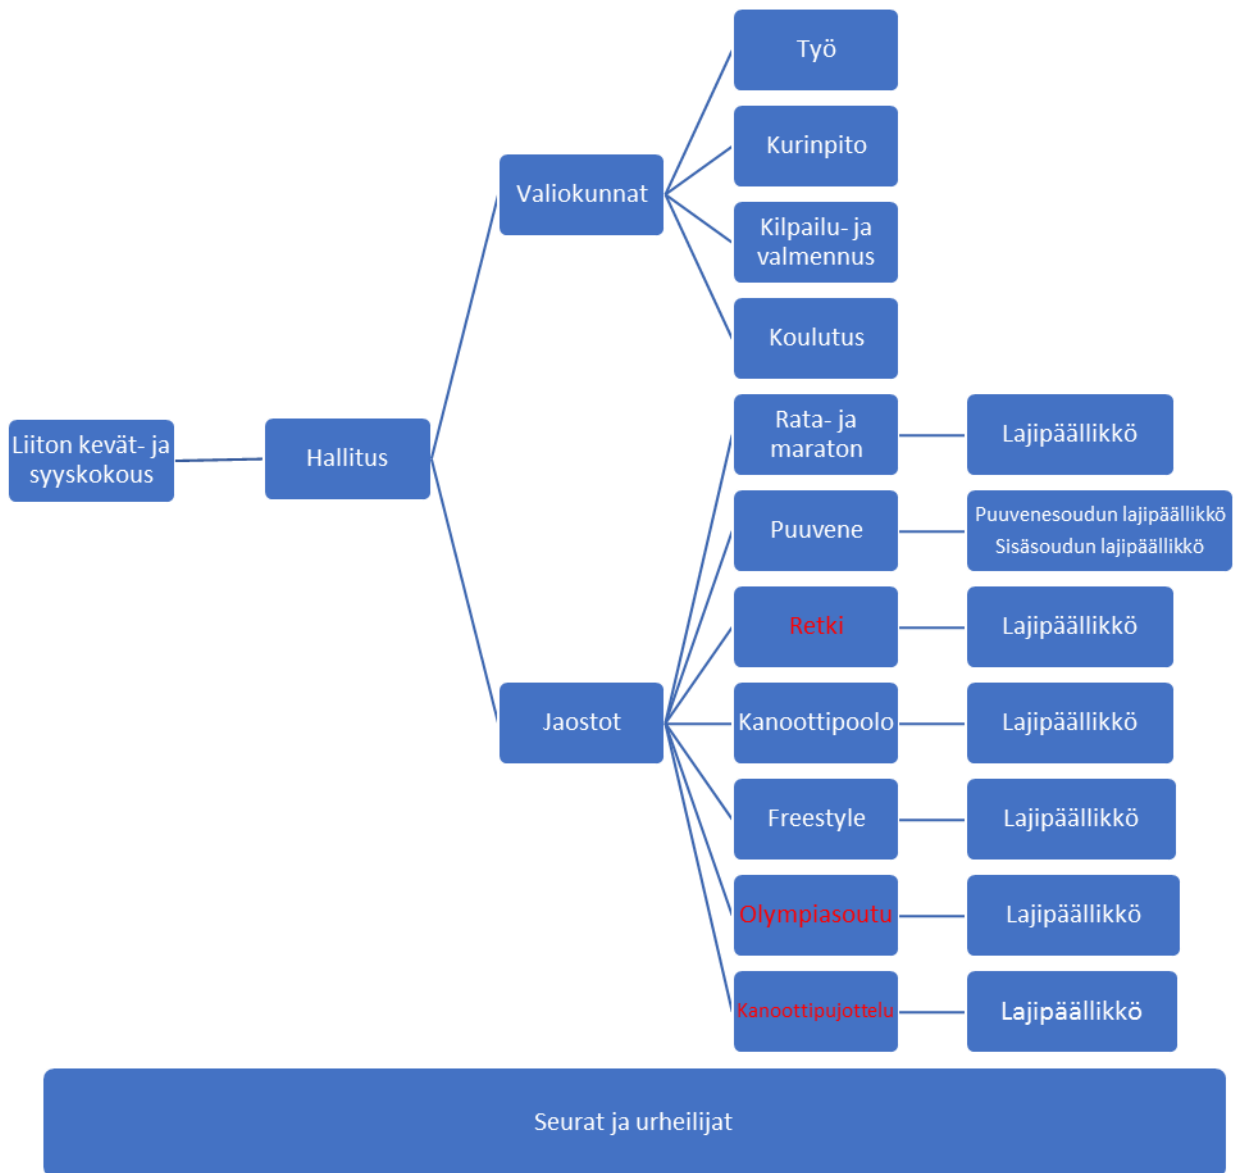 Työ
Kurinpito
Valiokunnat
Kilpailu- ja
valmennus
Koulutus
Liiton kevät- ja
syyskokous
Hallitus
Rata- ja
maraton
Lajipäällikkö
Puuvene
Puuvenesoudun lajipäällikkö
Sisäsoudun lajipäällikkö
Retki
Lajipäällikkö
Jaostot
Kanoottipoolo
Lajipäällikkö
Freestyle
Lajipäällikkö
Olympiasoutu
Lajipäällikkö
Kanoottipujottelu
Lajipäällikkö
Seurat ja urheilijat